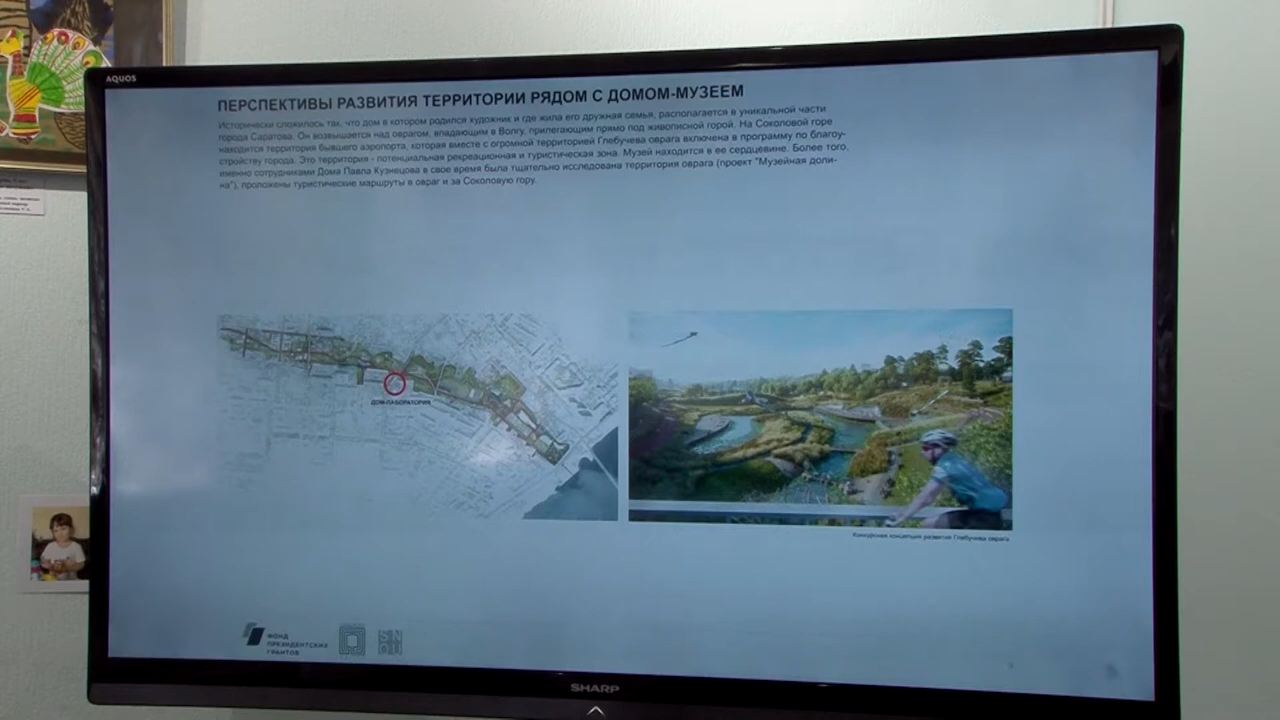 AQUOS
ПЕРСПЕКТИВЫ РАЗВИТИЯ ТЕРРИТОРИИ РЯДОМ С ДОМОМ-МУЗЕЕМ
Исторически сложилось так, что дом в котором родился художник и где жила его дружная семья, располагается в уникальной части
города Саратова. Он возвышается над оврагом, впадающим в Волгу, прилегающим прямо под живописной горой. На Соколовой горе
находится территория бывшего аэропорта, которая вместе с огромной территорией Глебучева оврага включена в программу по благоу-
стройству города. Это территория - потенциальная рекреационная и туристическая зона. Музей находится в ее сердцевине. Более того,
именно сотрудниками Дома Павла Кузнецова в свое время была тщательно исследована территория оврага (проект "Музейная доли-
на"), проложены туристические маршруты в овраг и за Соколовую гору.
ДОМ-ЛАБОРАТОРИЯ
Конкурсная концепция развития Глебучева оврага
ФОНД
ПРЕЗИДЕНТСКИХ
ГРАНТОВ
SHARP